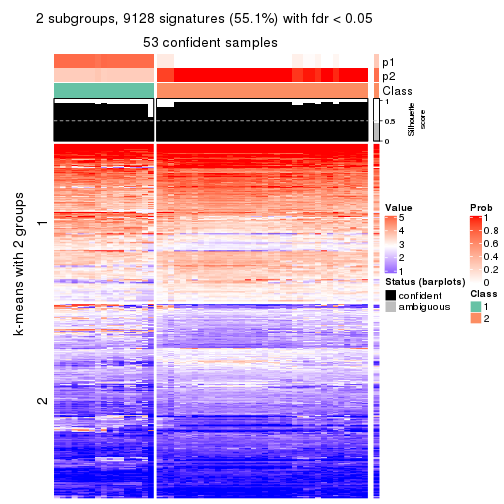 2 subgroups, 9128 signatures (55.1%) with fdr < 0.05
53 confident samples
p1
p2
Class
1
0.5
0
Silhouette
score
k-means with 2 groups
1
2
Value
5
4
3
2
1
Prob
1
0.8
0.6
0.4
0.2
0
Status (barplots)
confident
ambiguous
Class
1
2